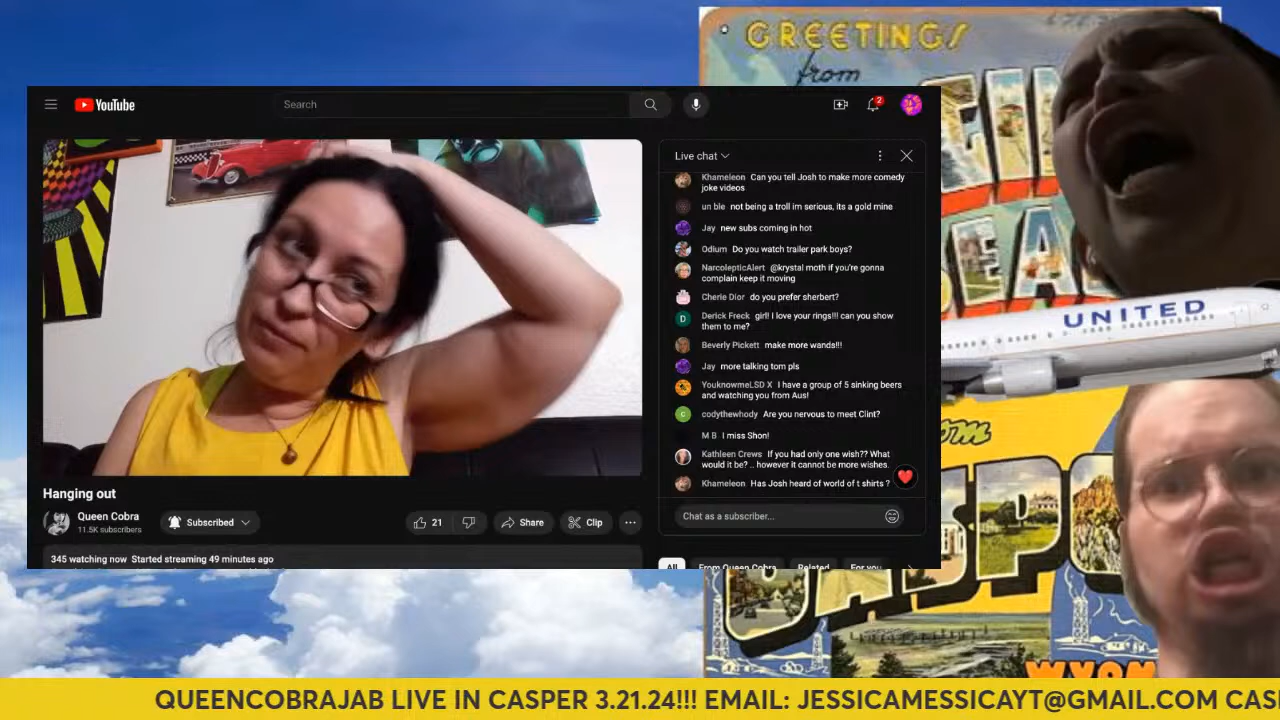 GREETINGS
from
YouTube
Search
2
Live chat
Khameleon Can you tell Josh to make more comedy
joke videos
un ble not being a troll im serious, its a gold mine
Jay new subs coming in hot
Odium Do you watch trailer park boys?
NarcolepticAlert @krystal moth if you're gonna
complain keep it moving
Cherie Dior do you prefer sherbert?
Derick Freck girl! I love your rings!!! can you show
them to me?
Beverly Pickett make more wands!!!
Jay more talking tom pls
YouknowmeLSD X I have a group of 5 sinking beers
and watching you from Aus!
codythewhody Are you nervous to meet Clint?
M B I miss Shon!
Kathleen Crews If you had only one wish?? What
would it be? .. however it cannot be more wishes.
Khameleon Has Josh heard of world of t shirts ?
Chat as a subscriber...
Hanging out
Queen Cobra
11.5K subscribers
Subscribed
21
Share
Clip
345 watching now Started streaming 49 minutes ago
All From Queen Cobra Related For you
UNITED
QUEENCOBRAJAB LIVE IN CASPER 3.21.24!!! EMAIL: JESSICAMESSICAYT@GMAIL.COM CAS